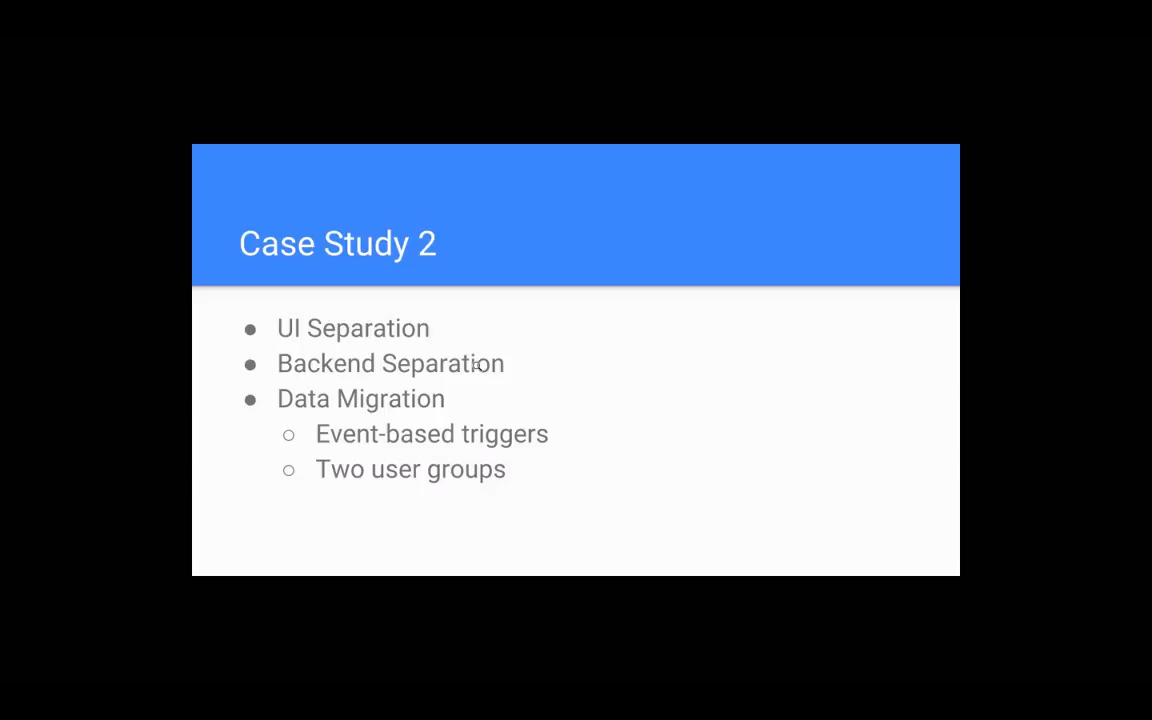 Case Study 2
● UI Separation
● Backend Separation
● Data Migration
○ Event-based triggers
○ Two user groups